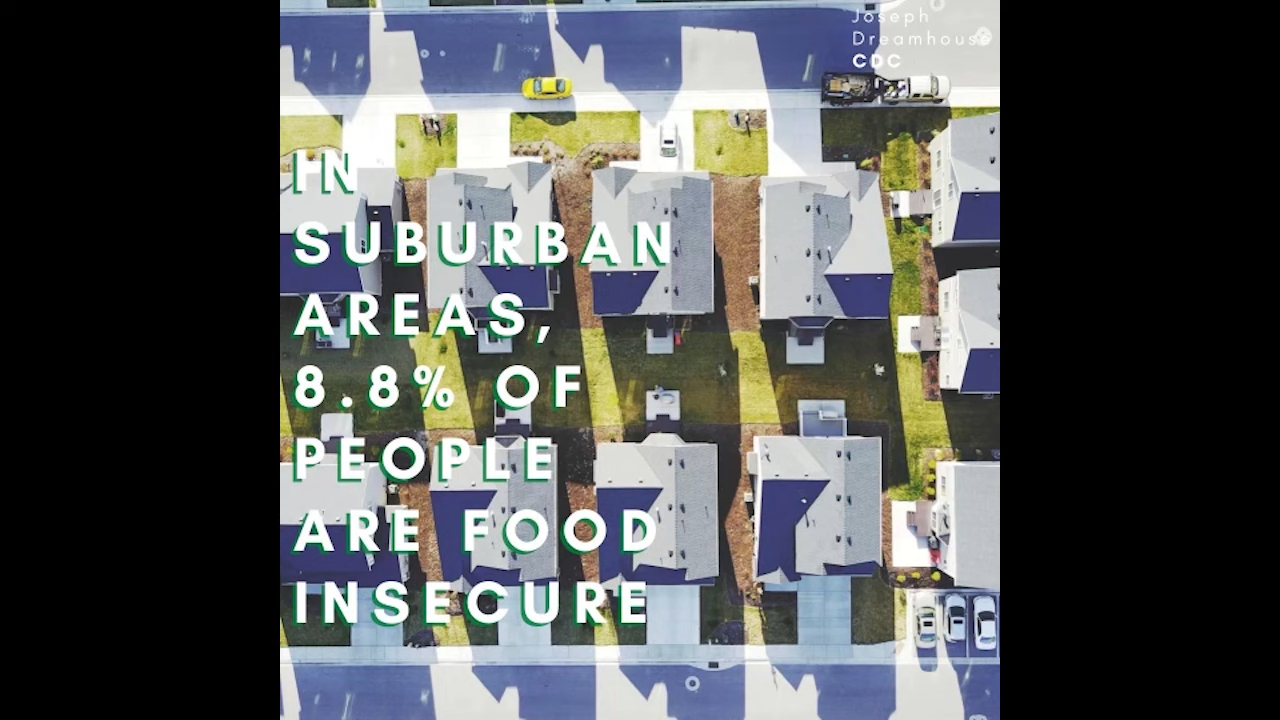 Joseph
Dreamhouse
CDC
IN
SUBURBAN
AREAS,
8.8% OF
PEOPLE
ARE FOOD
INSECURE